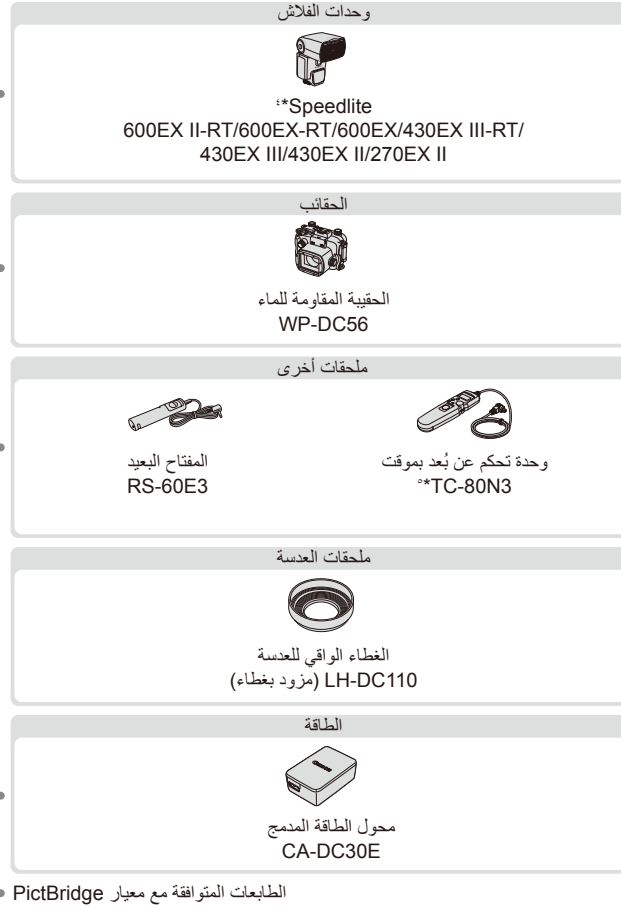 وحدات الفلاش
Speedlite*٤
600EX II-RT/600EX-RT/600EX/430EX III-RT/
430EX III/430EX II/270EX II
الحقائب
الحقيبة المقاومة للماء
WP-DC56
ملحقات أخرى
وحدة تحكم عن بُعد بموقت
TC-80N3*٥
المفتاح البعيد
RS-60E3
ملحقات العدسة
الغطاء الواقي للعدسة
LH-DC110 (مزود بغطاء)
الطاقة
Canon
محول الطاقة المدمج
CA-DC30E
الطابعات المتوافقة مع معيار PictBridge